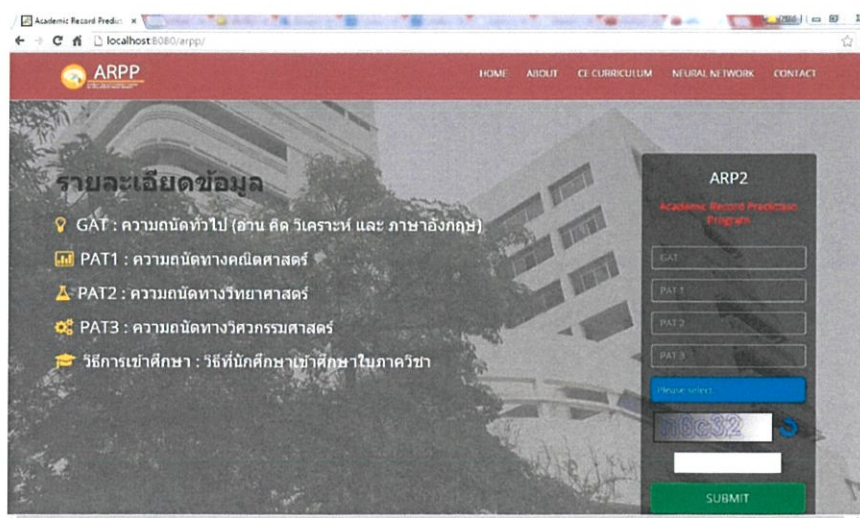 Academic Record Predic
localhost:8080/arpp/
ARPP
HOME ABOUT CE CURRICULUM NEURAL NETWORK CONTACT
รายละเอียดข้อมูล
GAT : ความถนัดทั่วไป (อ่าน คิด วิเคราะห์ และ ภาษาอังกฤษ)
PAT1 : ความถนัดทางคณิตศาสตร์
PAT2 : ความถนัดทางวิทยาศาสตร์
PAT3 : ความถนัดทางวิศวกรรมศาสตร์
วิธีการเข้าศึกษา : วิธีที่นักศึกษาเข้าศึกษาในภาควิชา
ARP2
Academic Record Prediction
Program
GAT
PAT 1
PAT 2
PAT 3
Please select
n6c32
SUBMIT